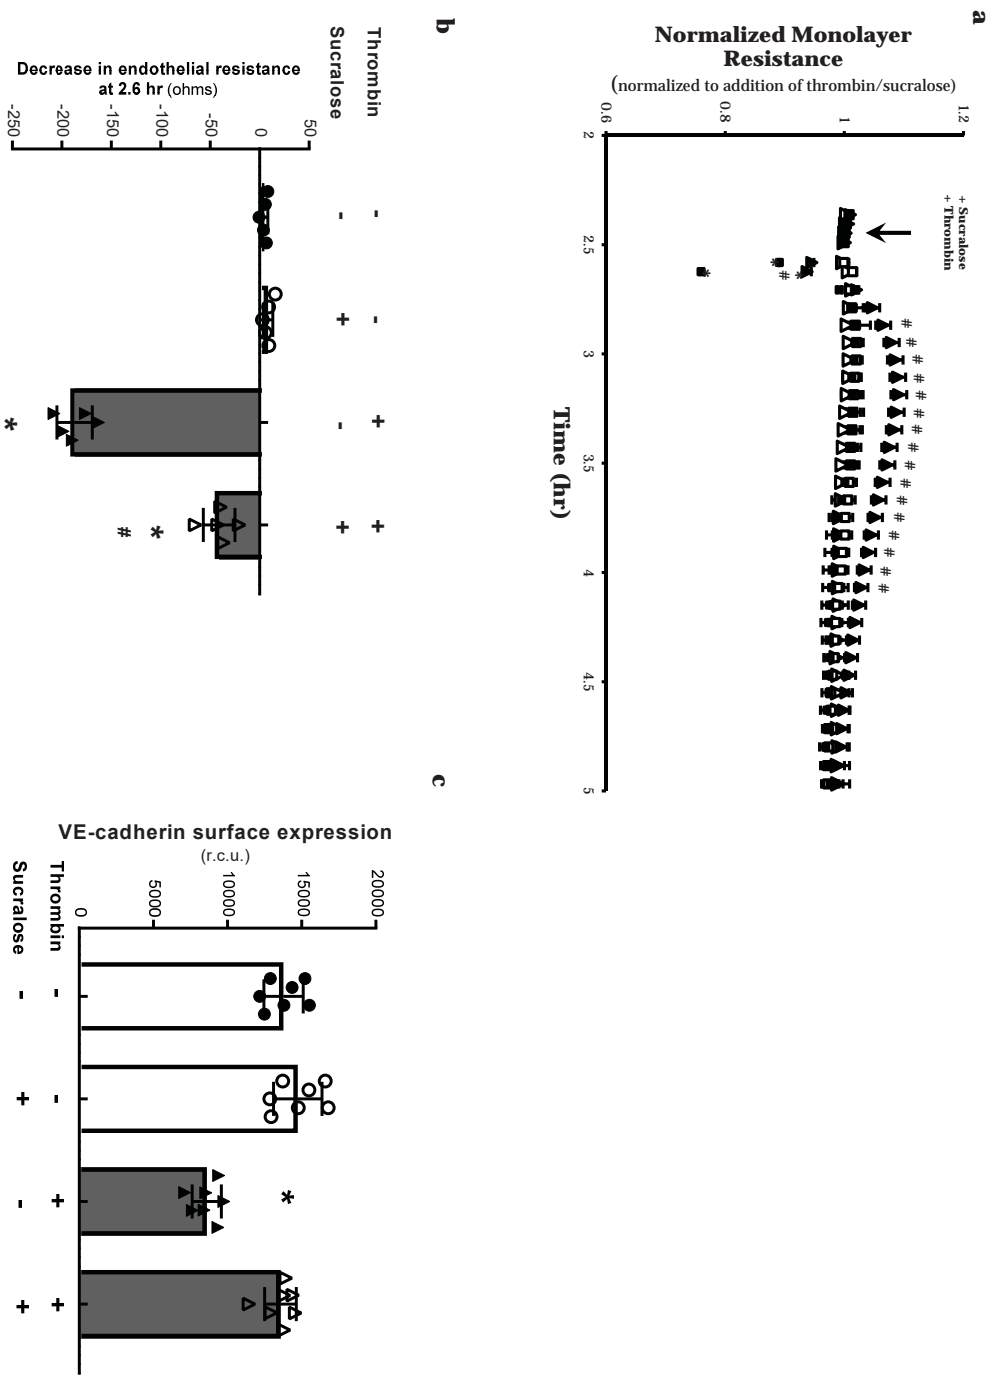 a
Normalized Monolayer
Resistance
(normalized to addition of thrombin/sucralose)
1.2
1
0.8
0.6
2
2.5
3
3.5
4
4.5
5
Time (hr)
+ Sucralose
+ Thrombin
*
*
#
*
# # # # # # # # # # # # # # # #
b
Thrombin - - + +
Sucralose - + - +
Decrease in endothelial resistance
at 2.6 hr (ohms)
50
0
-50
-100
-150
-200
-250
*
*
#
c
VE-cadherin surface expression
(r.c.u.)
20000
15000
10000
5000
0
*
Thrombin - - + +
Sucralose - + - +